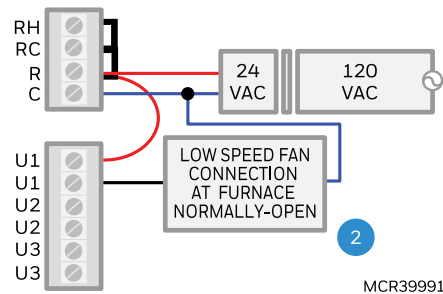 RH
RC
R
C
24
VAC
120
VAC
U1
U1
U2
U2
U3
U3
LOW SPEED FAN
CONNECTION
AT FURNACE
NORMALLY-OPEN
2
MCR39991